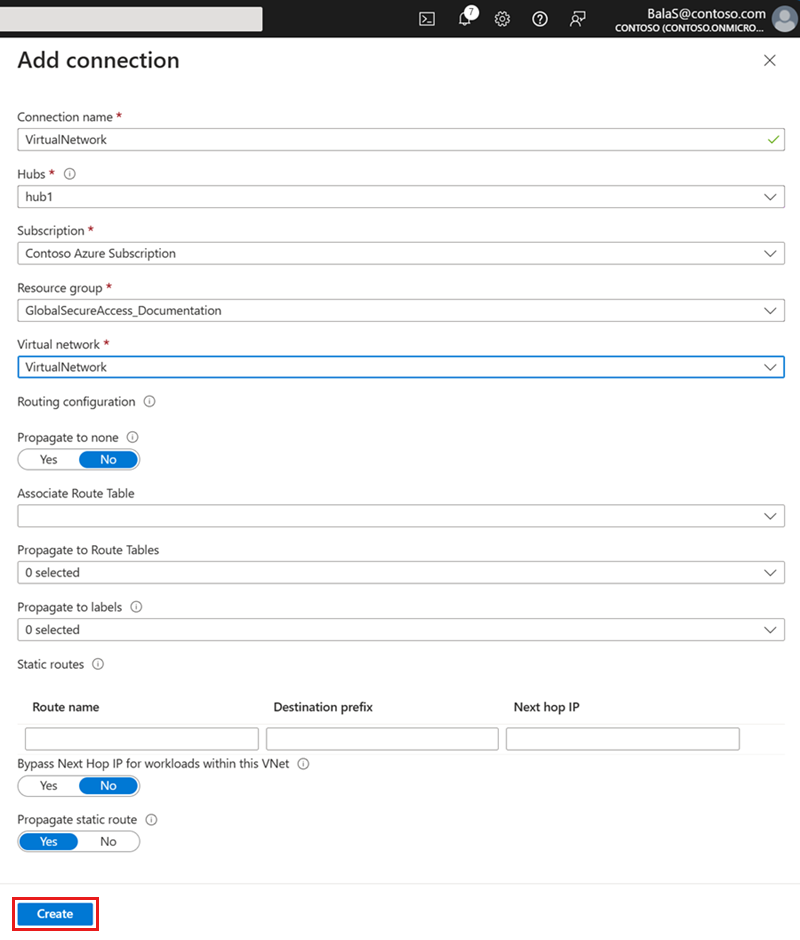 7
BalaS@contoso.com
CONTOSO (CONTOSO.ONMICRO...
Add connection
Connection name *
VirtualNetwork
Hubs *
hub1
Subscription *
Contoso Azure Subscription
Resource group *
GlobalSecureAccess_Documentation
Virtual network *
VirtualNetwork
Routing configuration
Propagate to none
Yes No
Associate Route Table
Propagate to Route Tables
0 selected
Propagate to labels
0 selected
Static routes
Route name Destination prefix Next hop IP
Bypass Next Hop IP for workloads within this VNet
Yes No
Propagate static route
Yes No
Create